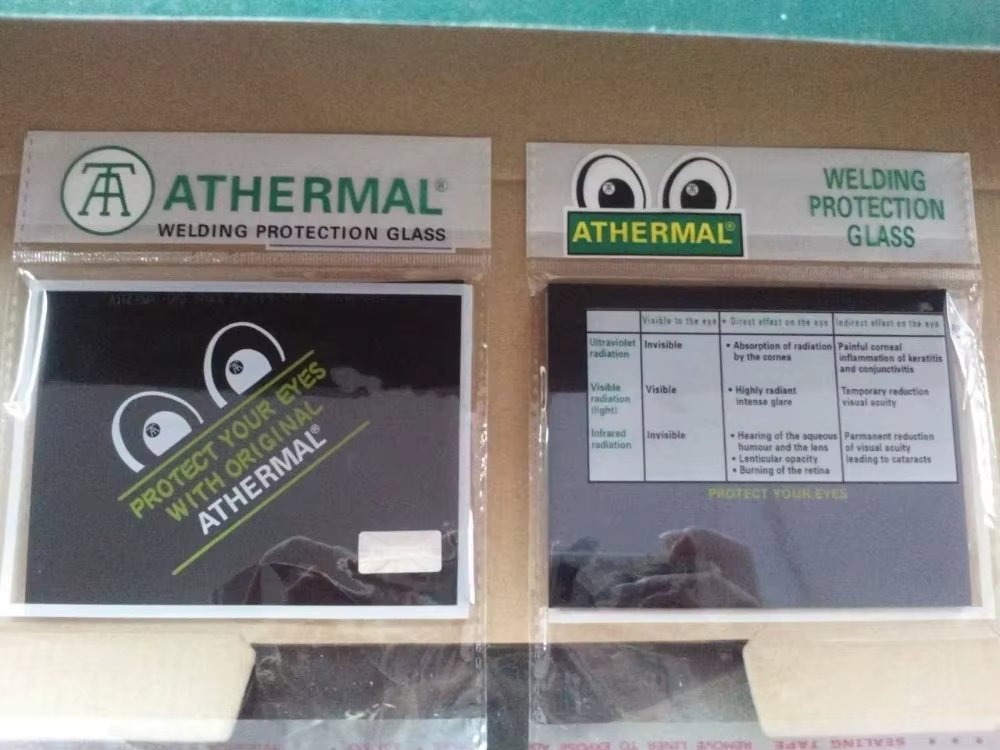 ATHERMAL®
WELDING PROTECTION GLASS
PROTECT YOUR EYES
WITH ORIGINAL
ATHERMAL®
ATHERMAL®
WELDING
PROTECTION
GLASS
Visible to the eye • Direct effect on the eye Indirect effect on the eye
Ultraviolet radiation
Invisible
• Absorption of radiation by the cornea
Painful corneal inflammation of keratitis and conjunctivitis
Visible radiation (light)
Visible
• Highly radiant intense glare
Temporary reduction visual acuity
Infrared radiation
Invisible
• Hearing of the aqueous humour and the lens
• Lenticular opacity
• Burning of the retina
Parmanent reduction of visual acuity leading to cataracts
PROTECT YOUR EYES
SEALING TAPE
REMOVE LINER TO EXPOSE